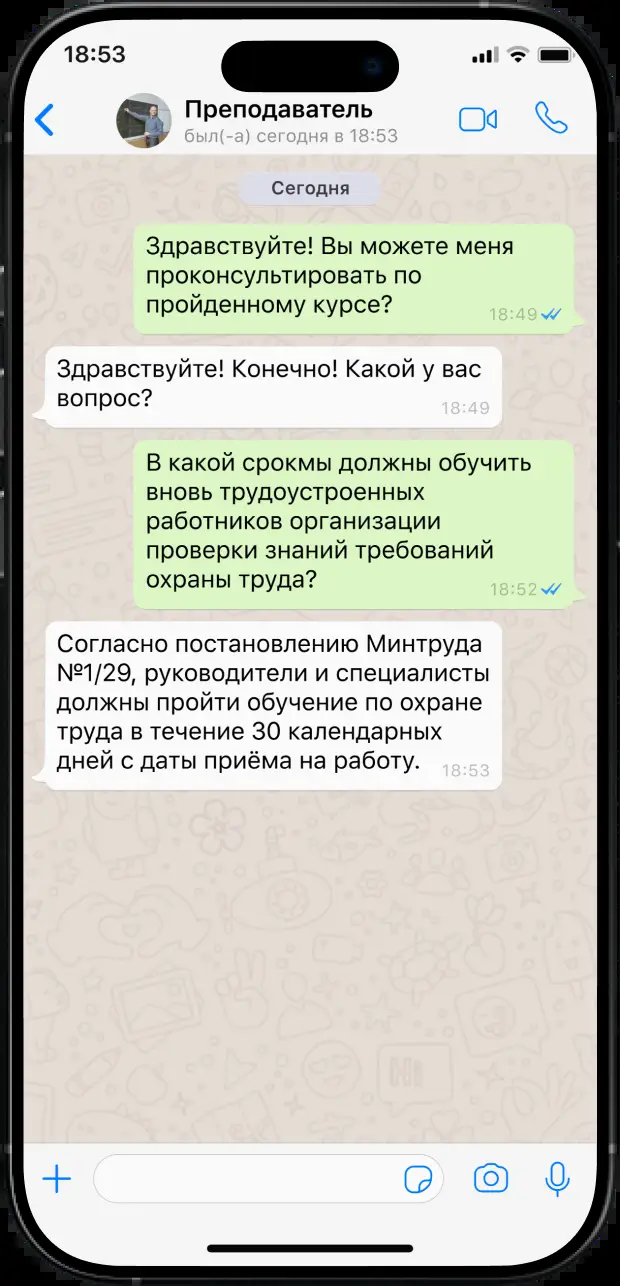 18:53
Преподаватель
был(-а) сегодня в 18:53
Сегодня
Здравствуйте! Вы можете меня
проконсультировать по
пройденному курсе?
18:49
Здравствуйте! Конечно! Какой у вас
вопрос?
18:49
В какой срокмы должны обучить
вновь трудоустроенных
работников организации
проверки знаний требований
охраны труда?
18:52
Согласно постановлению Минтруда
№1/29, руководители и специалисты
должны пройти обучение по охране
труда в течение 30 календарных
дней с даты приёма на работу.
18:53